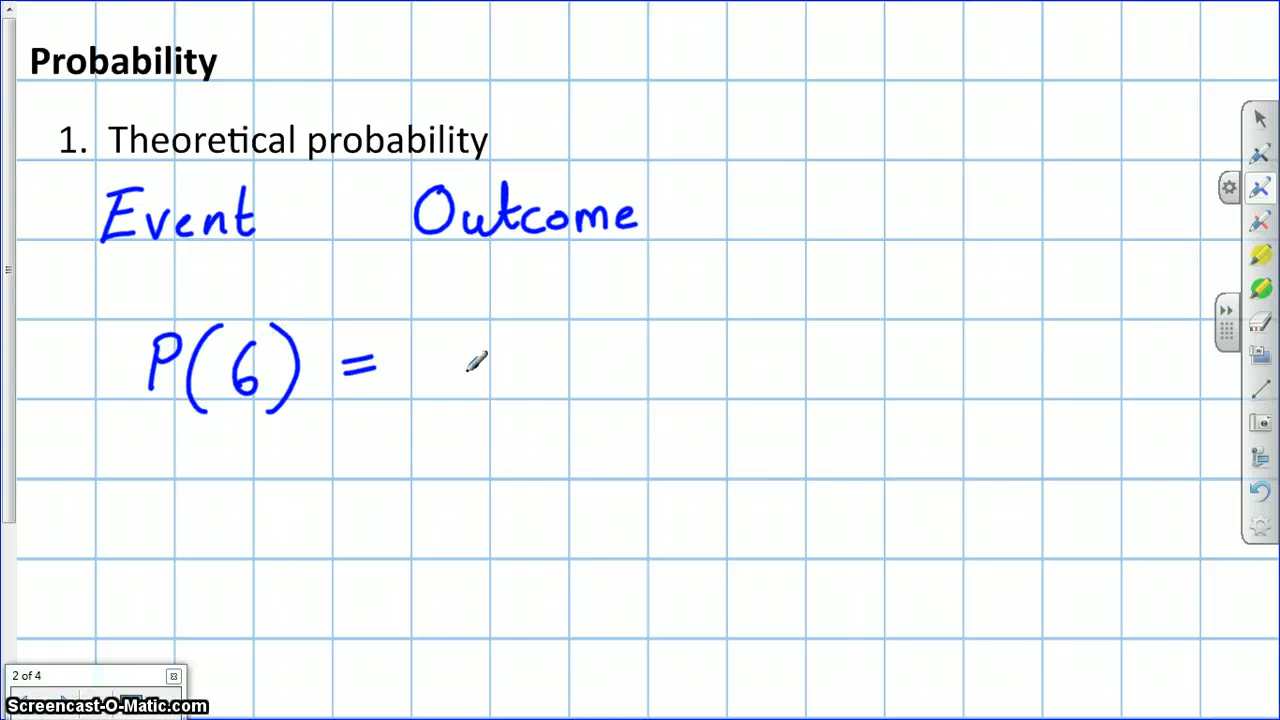 Probability
1. Theoretical probability
Event Outcome
P(6) =
2 of 4
Screencast-O-Matic.com